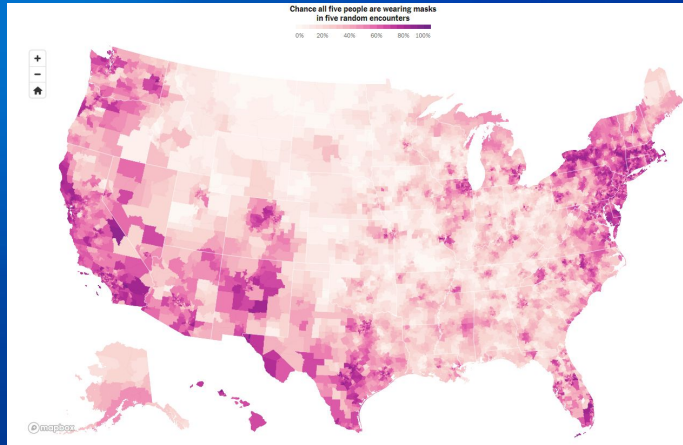 Chance all five people are wearing masks
in five random encounters
0% 20% 40% 60% 80% 100%
+
−
mapbox